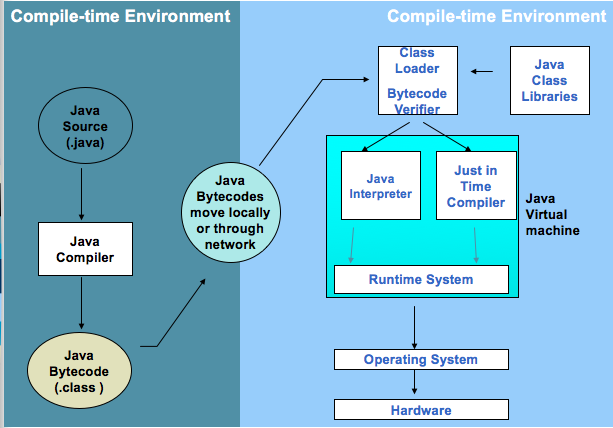 Compile-time Environment
Compile-time Environment
Java
Source
(.java)
Java
Compiler
Java
Bytecode
(.class )
Java
Bytecodes
move locally
or through
network
Class
Loader
Bytecode
Verifier
Java
Class
Libraries
Java
Interpreter
Just in
Time
Compiler
Java
Virtual
machine
Runtime System
Operating System
Hardware